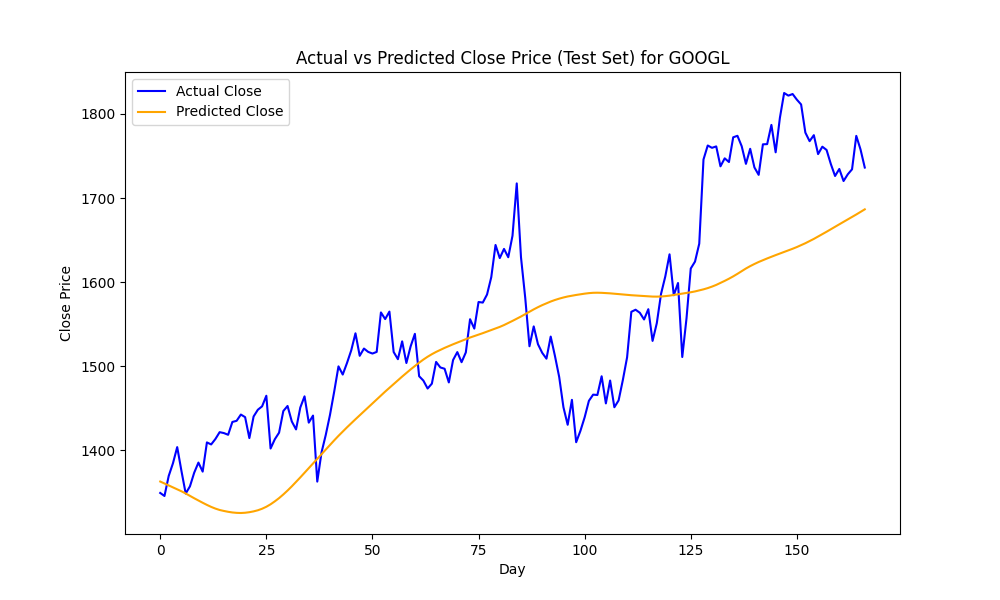 Actual vs Predicted Close Price (Test Set) for GOOGL
Actual Close
Predicted Close
1800
1700
1600
1500
1400
Close Price
0 25 50 75 100 125 150
Day